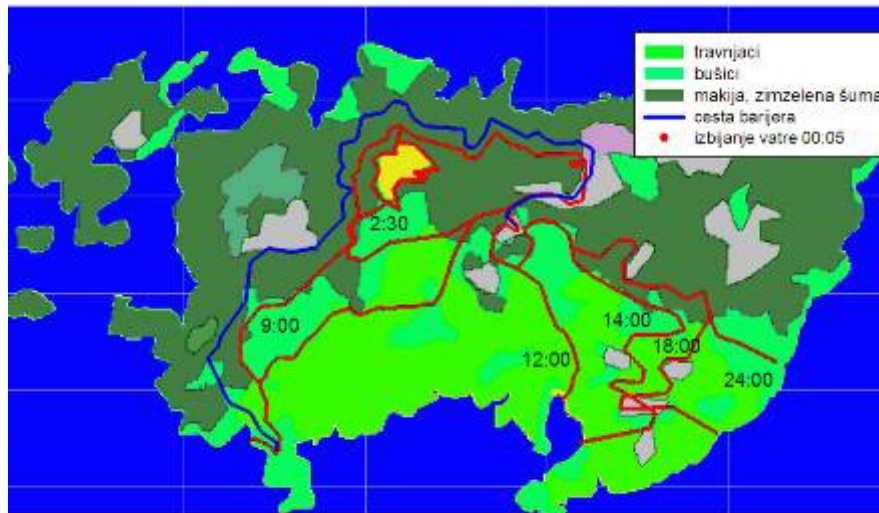 travnjaci
bušici
makija, zimzelena šuma
cesta barijera
izbijanje vatre 00:05
2:30
9:00
14:00
18:00
12:00
24:00